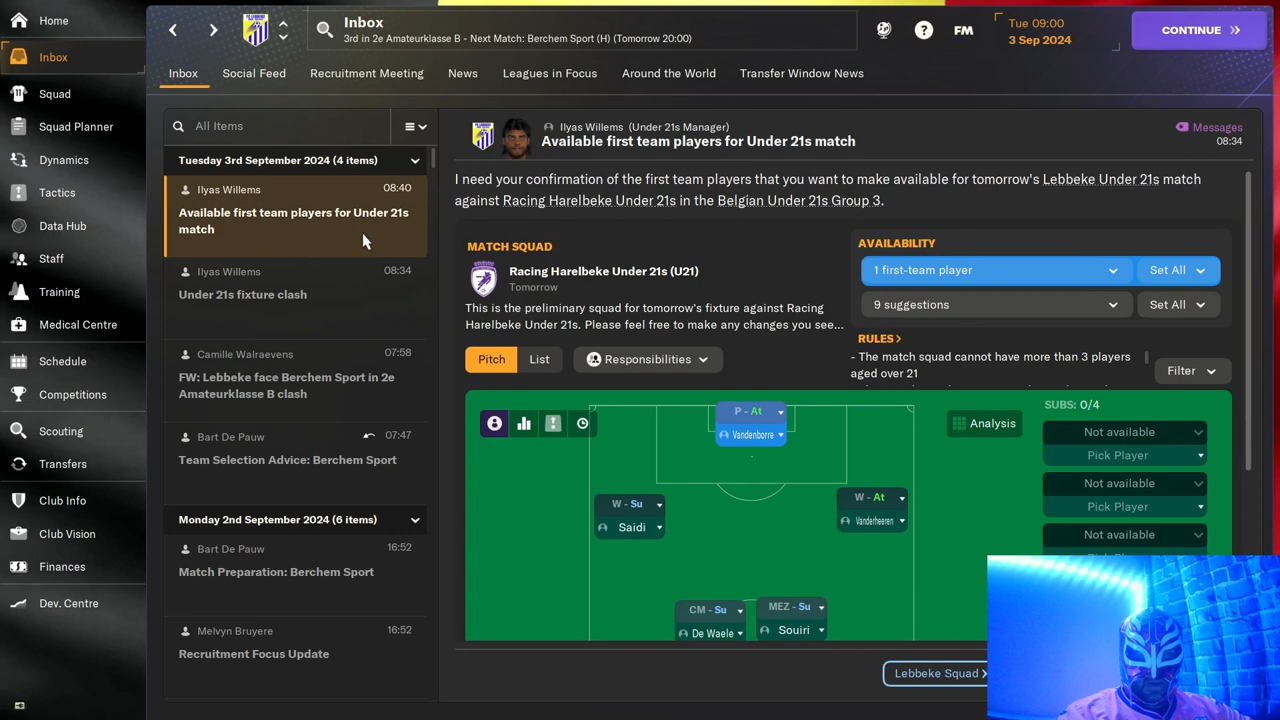 Home
Inbox
Squad
Squad Planner
Dynamics
Tactics
Data Hub
Staff
Training
Medical Centre
Schedule
Competitions
Scouting
Transfers
Club Info
Club Vision
Finances
Dev. Centre
Inbox
3rd in 2e Amateurklasse B - Next Match: Berchem Sport (H) (Tomorrow 20:00)
FM
Tue 09:00
3 Sep 2024
CONTINUE
Inbox
Social Feed
Recruitment Meeting
News
Leagues in Focus
Around the World
Transfer Window News
All Items
Tuesday 3rd September 2024 (4 items)
Ilyas Willems 08:40
Available first team players for Under 21s
match
Ilyas Willems 08:34
Under 21s fixture clash
Camille Walraevens 07:58
FW: Lebbeke face Berchem Sport in 2e
Amateurklasse B clash
Bart De Pauw 07:47
Team Selection Advice: Berchem Sport
Monday 2nd September 2024 (6 items)
Bart De Pauw 16:52
Match Preparation: Berchem Sport
Melvyn Bruyere 16:52
Recruitment Focus Update
Ilyas Willems (Under 21s Manager)
Available first team players for Under 21s match
Messages
08:34
I need your confirmation of the first team players that you want to make available for tomorrow's Lebbeke Under 21s match
against Racing Harelbeke Under 21s in the Belgian Under 21s Group 3.
MATCH SQUAD
Racing Harelbeke Under 21s (U21)
Tomorrow
This is the preliminary squad for tomorrow's fixture against Racing
Harelbeke Under 21s. Please feel free to make any changes you see...
Pitch
List
Responsibilities
AVAILABILITY
1 first-team player
Set All
9 suggestions
Set All
RULES >
- The match squad cannot have more than 3 players
aged over 21
Filter
P - At
Vandenborre
W - Su
Saidi
W - At
Vanderheeren
CM - Su
De Waele
MEZ - Su
Souiri
Analysis
SUBS: 0/4
Not available
Pick Player
Not available
Pick Player
Not available
Lebbeke Squad